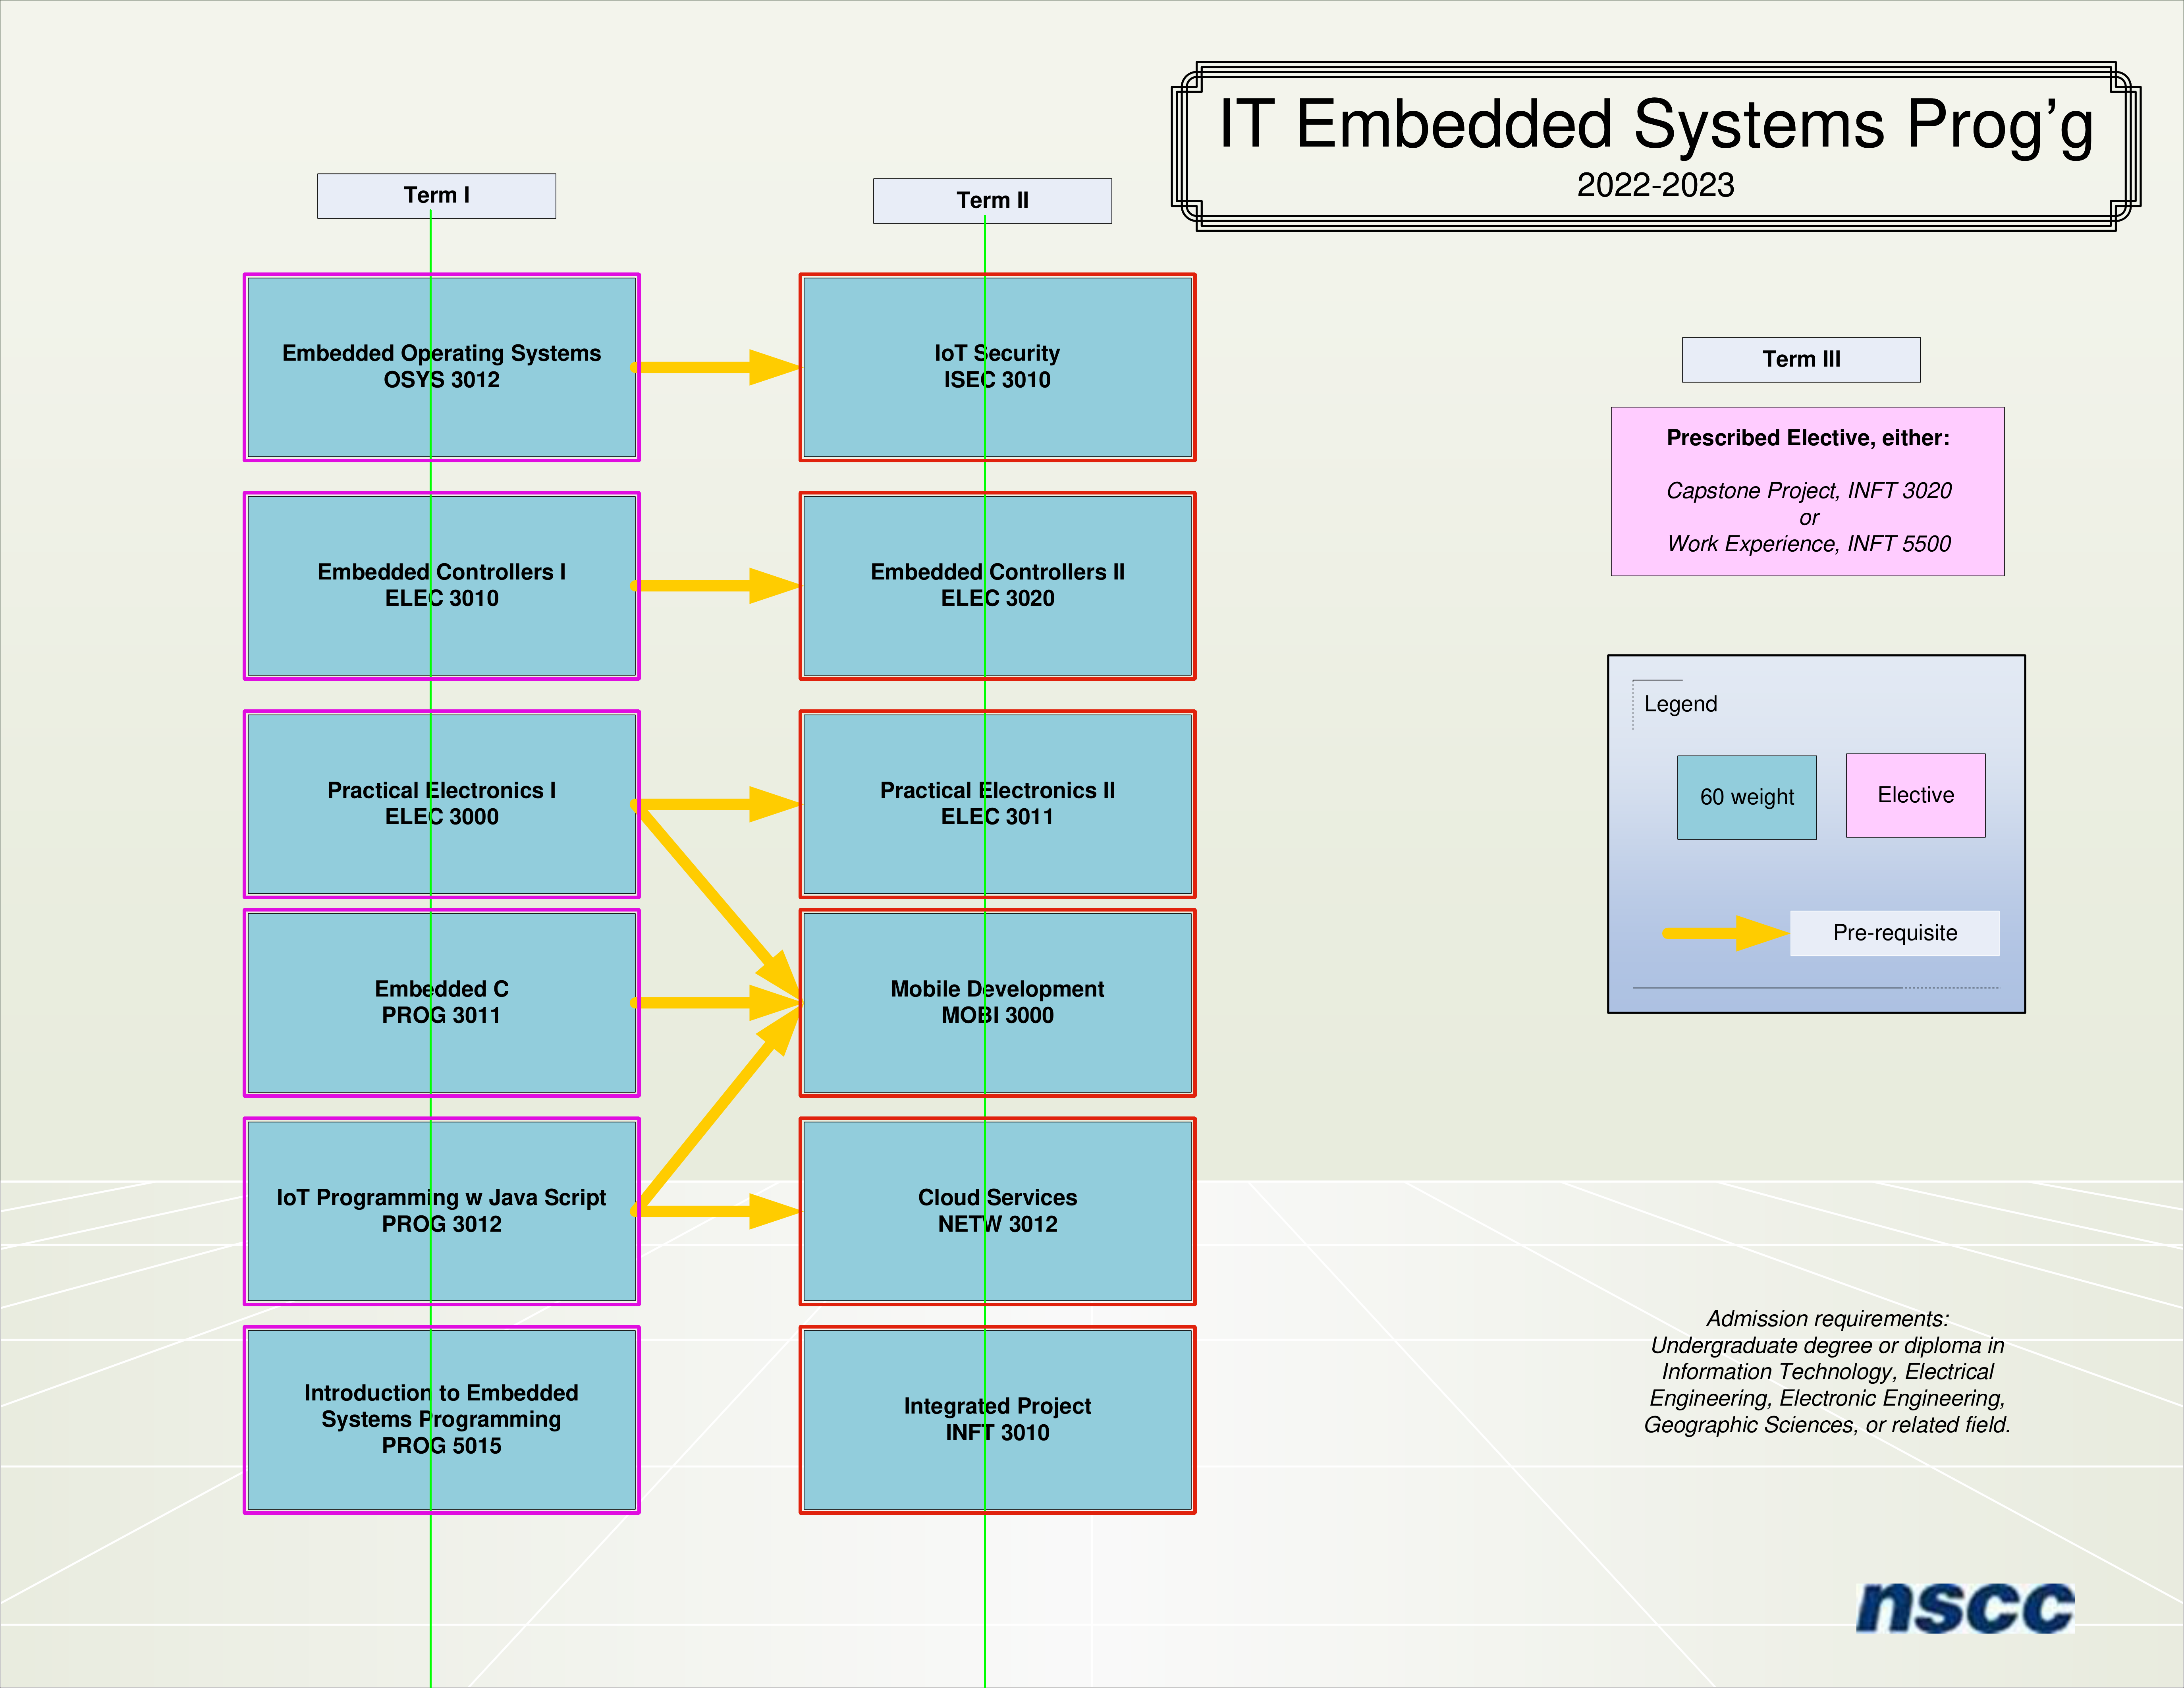 IT Embedded Systems Prog’g
2022-2023
Term I
Embedded Operating Systems
OSYS 3012
Embedded Controllers I
ELEC 3010
Practical Electronics I
ELEC 3000
Embedded C
PROG 3011
IoT Programming w Java Script
PROG 3012
Introduction to Embedded
Systems Programming
PROG 5015
Term II
IoT Security
ISEC 3010
Embedded Controllers II
ELEC 3020
Practical Electronics II
ELEC 3011
Mobile Development
MOBI 3000
Cloud Services
NETW 3012
Integrated Project
INFT 3010
Term III
Prescribed Elective, either:
Capstone Project, INFT 3020
or
Work Experience, INFT 5500
Legend
60 weight
Elective
Pre-requisite
Admission requirements:
Undergraduate degree or diploma in
Information Technology, Electrical
Engineering, Electronic Engineering,
Geographic Sciences, or related field.
nscc